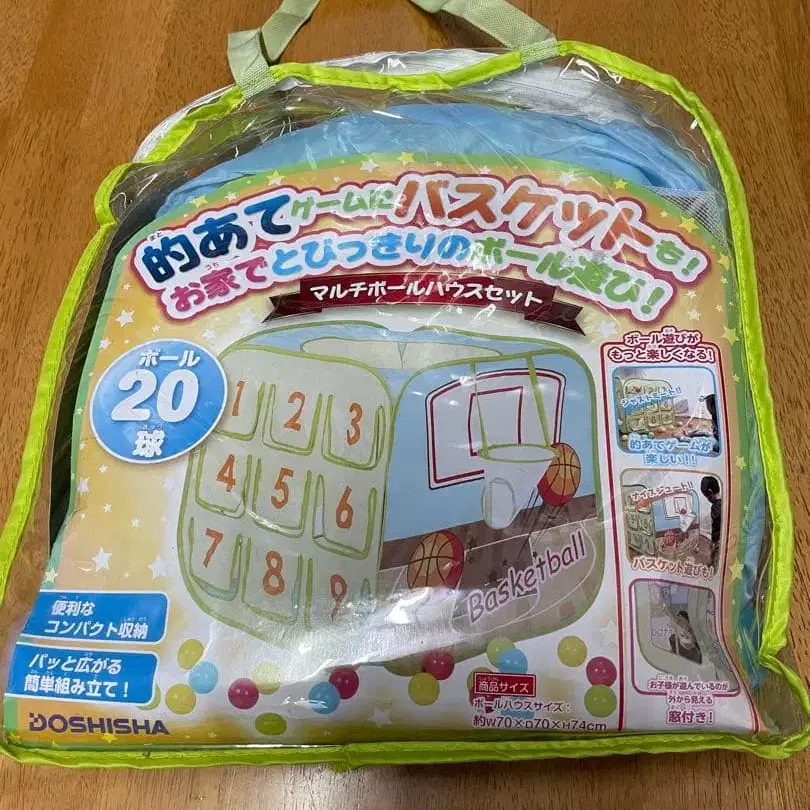 的あてゲームにバスケットも!
お家でとびっきりのボール遊び!
マルチボールハウスセット
ボール
20
球
1 2 3
4 5 6
7 8 9
Basketball
ボール遊びが
もっと楽しくなる!
的あてゲームが
楽しい!!
ナイスシュート!!
バスケット遊びも!
お子様が遊んでいるのが
外から見える
窓付き!
便利な
コンパクト収納
パッと広がる
簡単組み立て!
DOSHISHA
商品サイズ
ボールハウスサイズ:
約W70×D70×H74cm